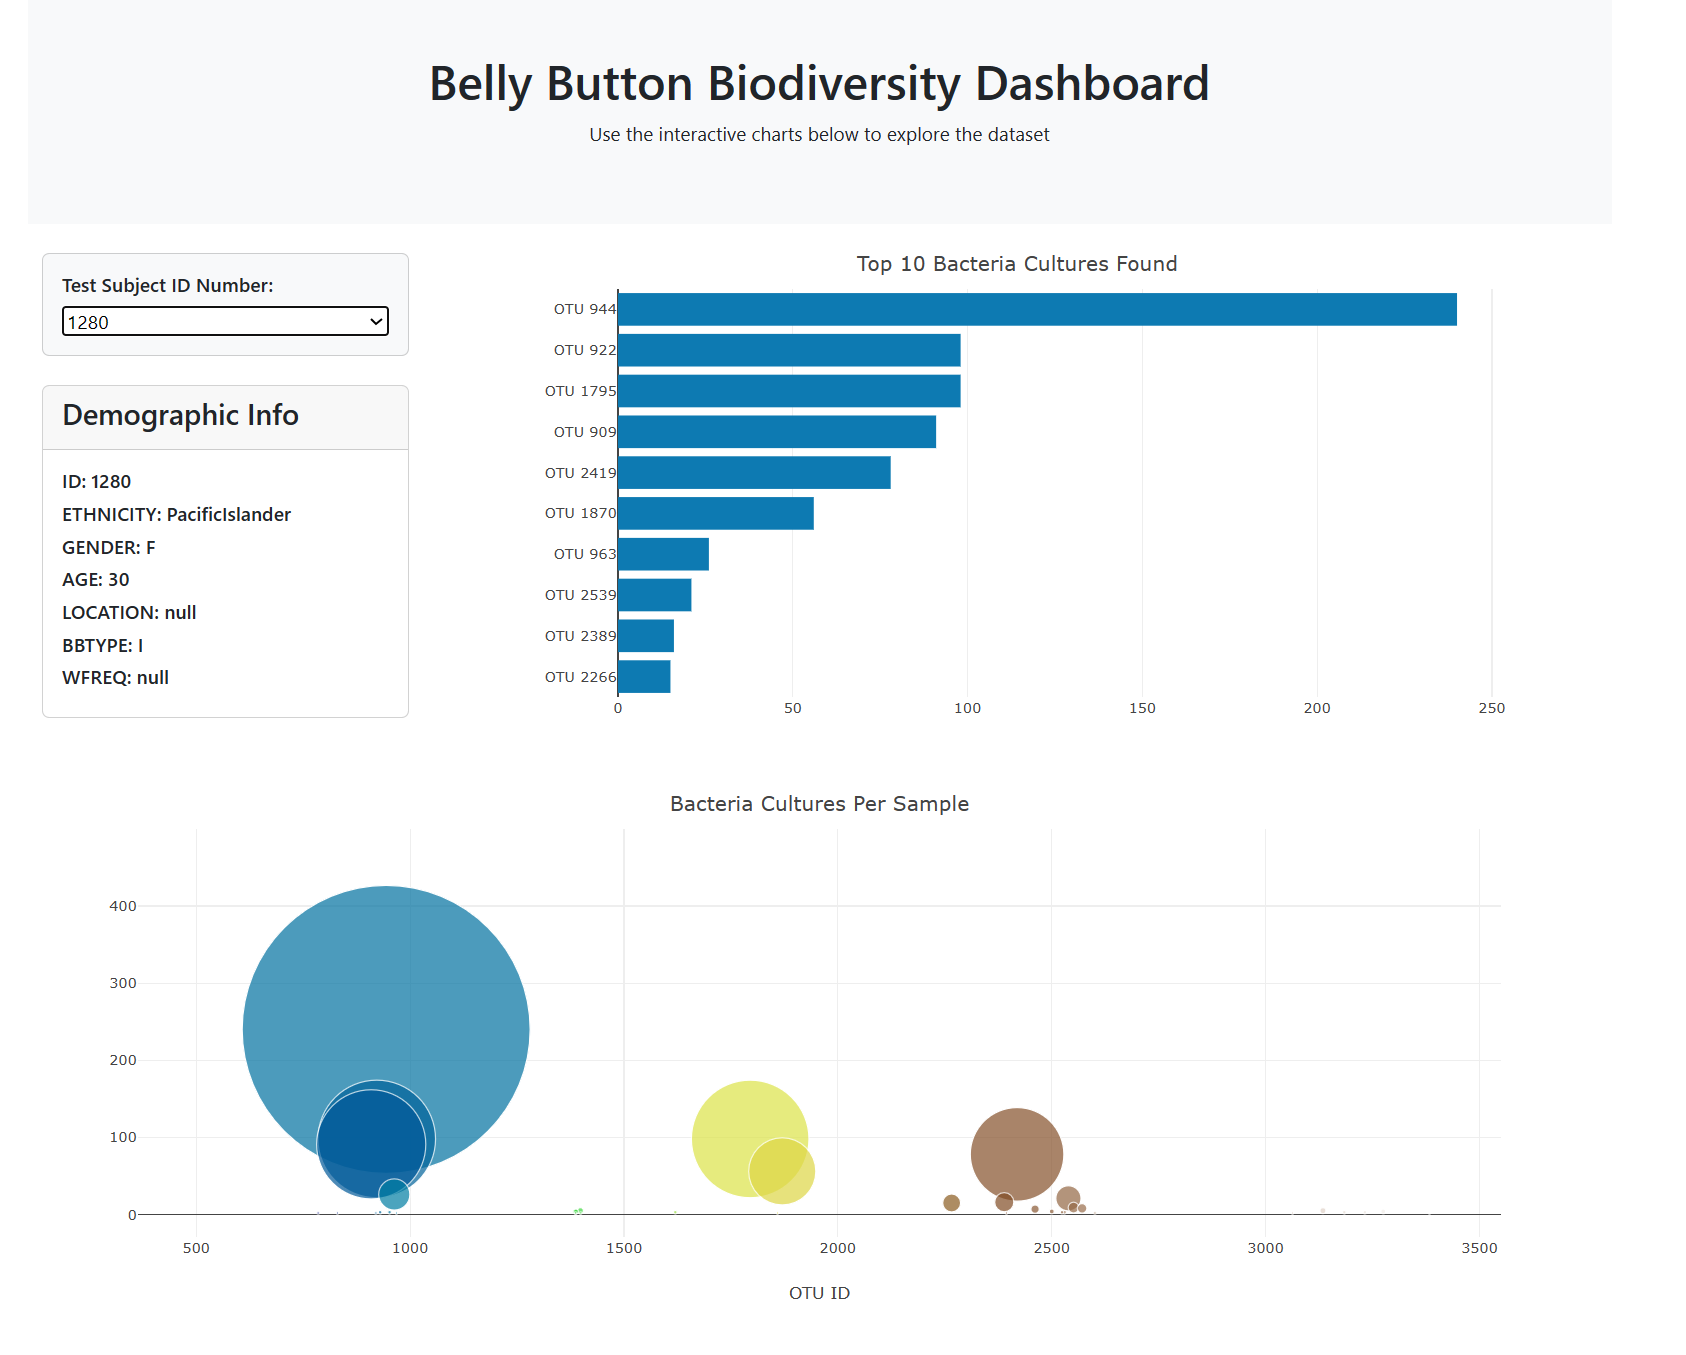 Belly Button Biodiversity Dashboard
Use the interactive charts below to explore the dataset
Test Subject ID Number:
1280
Demographic Info
ID: 1280
ETHNICITY: PacificIslander
GENDER: F
AGE: 30
LOCATION: null
BBTYPE: I
WFREQ: null
Top 10 Bacteria Cultures Found
OTU 944
OTU 922
OTU 1795
OTU 909
OTU 2419
OTU 1870
OTU 963
OTU 2539
OTU 2389
OTU 2266
0 50 100 150 200 250
Bacteria Cultures Per Sample
400
300
200
100
0
500 1000 1500 2000 2500 3000 3500
OTU ID